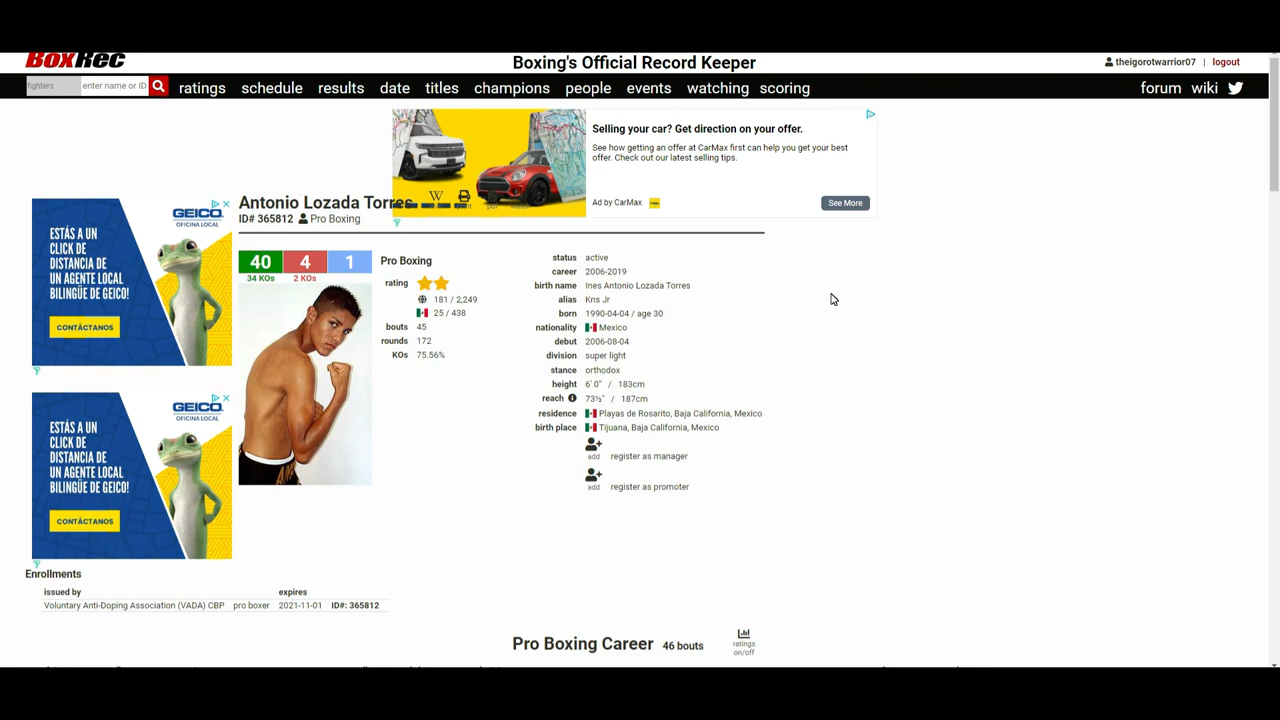 BoxRec
Boxing's Official Record Keeper
theigorotwarrior07 | logout
fighters enter name or ID ratings schedule results date titles champions people events watching scoring forum wiki
Selling your car? Get direction on your offer.
See how getting an offer at CarMax first can help you get your best
offer. Check out our latest selling tips.
Ad by CarMax
See More
Antonio Lozada Torres
ID# 365812 Pro Boxing
GEICO
OFICINA LOCAL
ESTÁS A UN
CLICK DE
DISTANCIA DE
UN AGENTE LOCAL
BILINGÜE DE GEICO!
CONTÁCTANOS
GEICO
OFICINA LOCAL
ESTÁS A UN
CLICK DE
DISTANCIA DE
UN AGENTE LOCAL
BILINGÜE DE GEICO!
CONTÁCTANOS
40 4 1
34 KOs 2 KOs
Pro Boxing
rating
181 / 2,249
25 / 438
bouts 45
rounds 172
KOs 75.56%
status active
career 2006-2019
birth name Ines Antonio Lozada Torres
alias Kns Jr
born 1990-04-04 / age 30
nationality Mexico
debut 2006-08-04
division super light
stance orthodox
height 6′ 0″ / 183cm
reach 73½″ / 187cm
residence Playas de Rosarito, Baja California, Mexico
birth place Tijuana, Baja California, Mexico
add register as manager
add register as promoter
Enrollments
issued by expires
Voluntary Anti-Doping Association (VADA) CBP pro boxer 2021-11-01 ID#: 365812
Pro Boxing Career 46 bouts
ratings
on/off